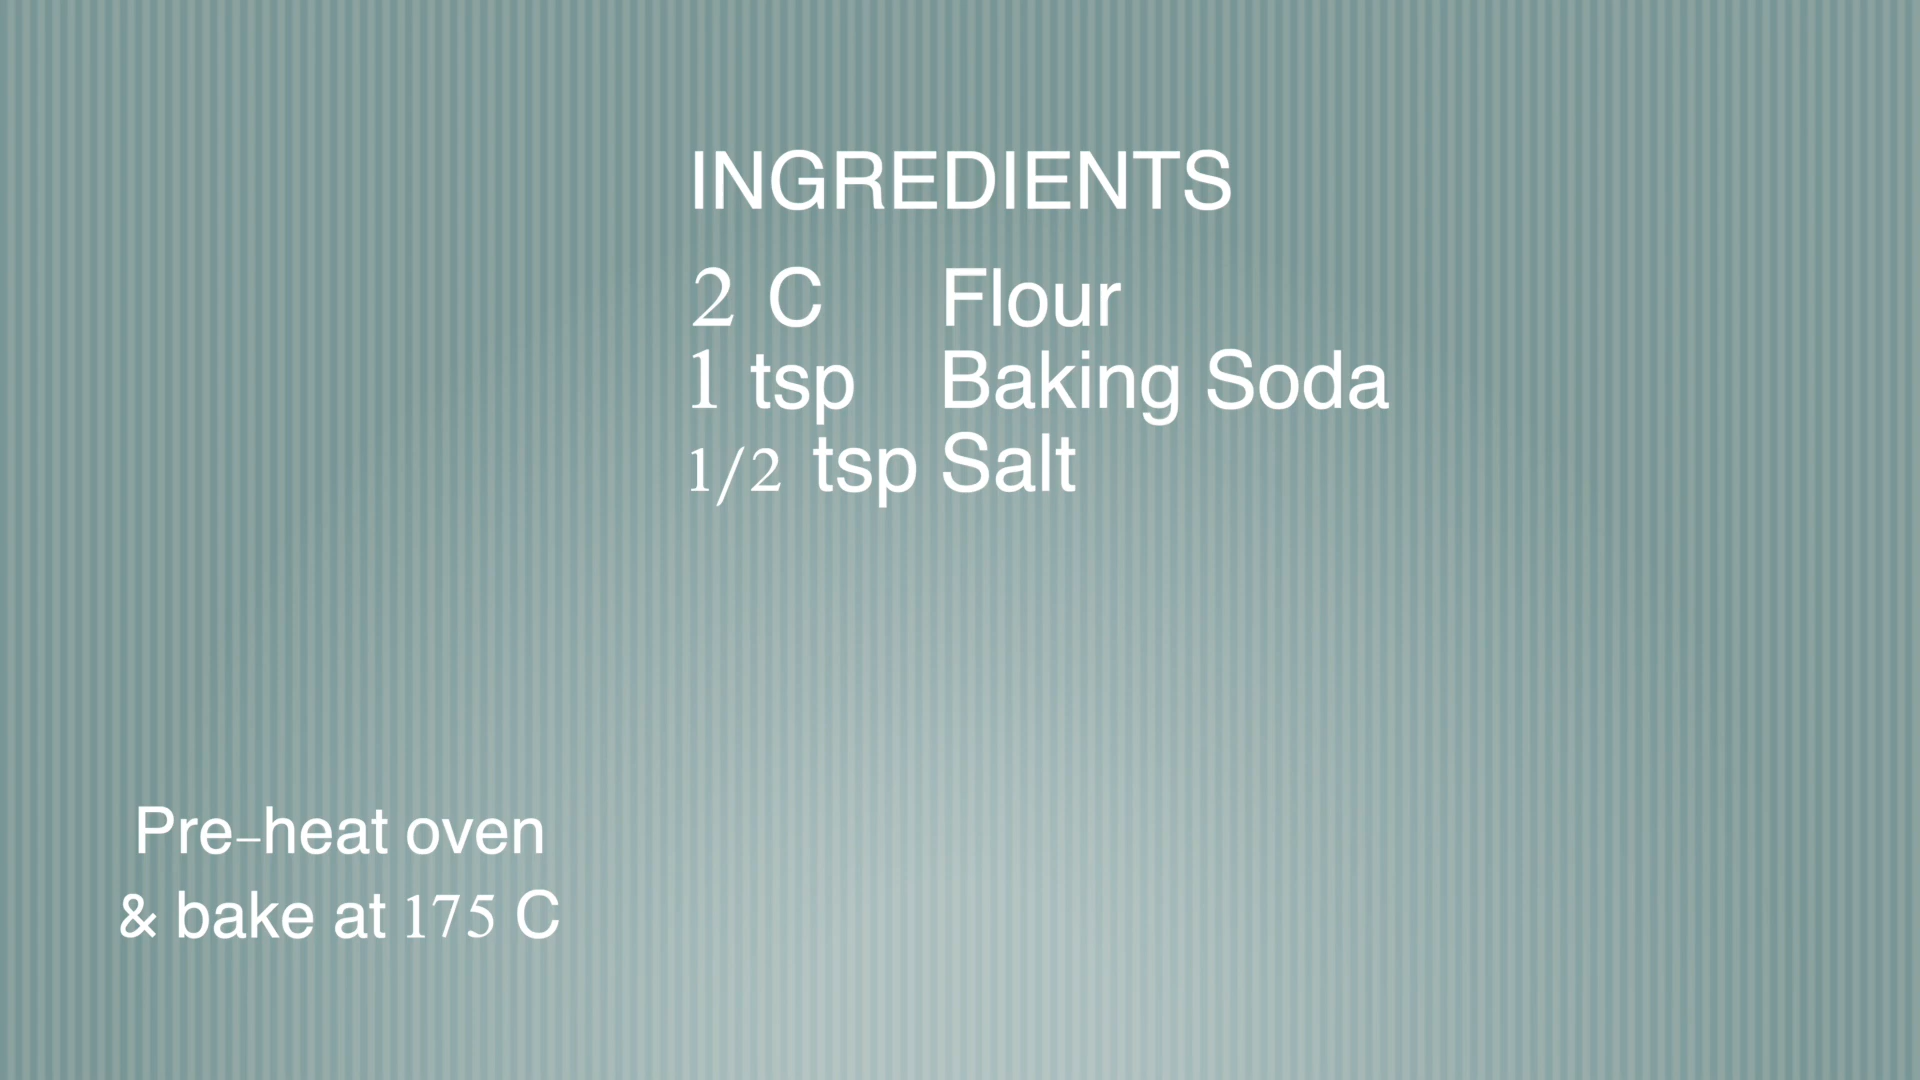 INGREDIENTS
2 C Flour
1 tsp Baking Soda
1/2 tsp Salt
Pre-heat oven
& bake at 175 C